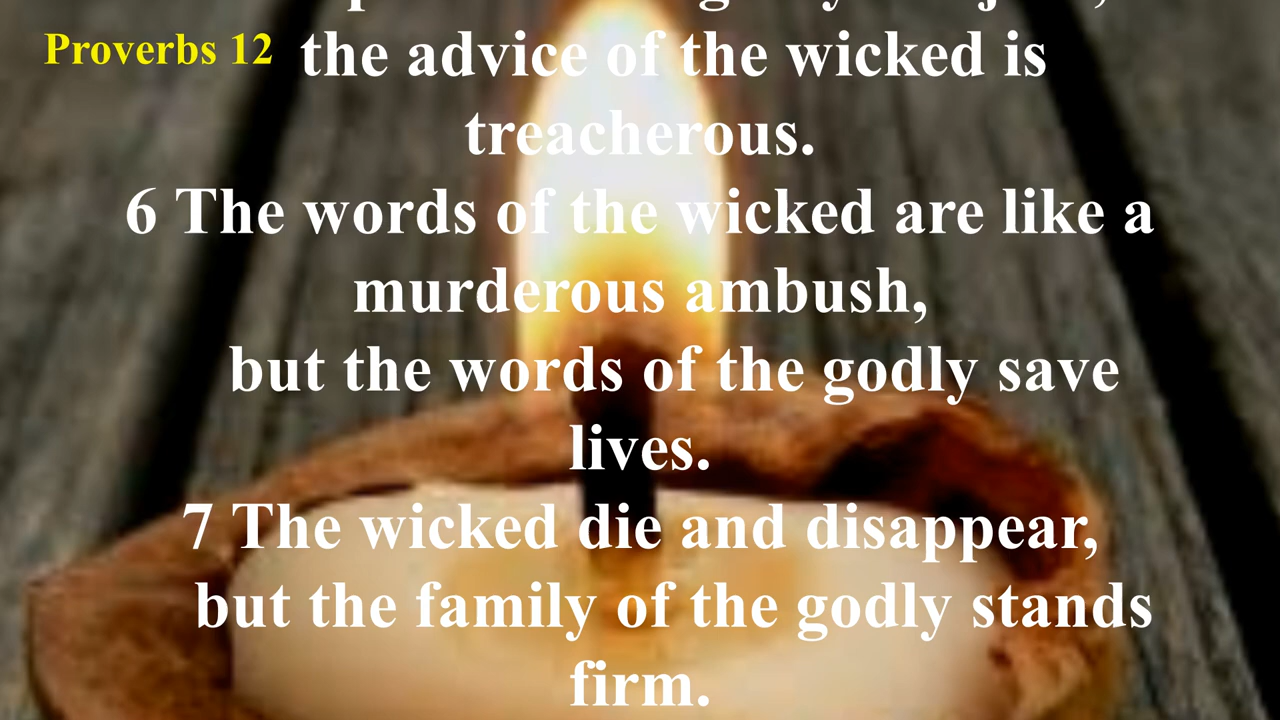 Proverbs 12
the advice of the wicked is
treacherous.
6 The words of the wicked are like a
murderous ambush,
but the words of the godly save
lives.
7 The wicked die and disappear,
but the family of the godly stands
firm.